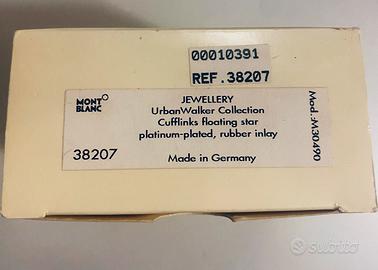 00010391
REF. 38207
MONT
BLANC
JEWELLERY
UrbanWalker Collection
Cufflinks floating star
platinum-plated, rubber inlay
38207
Made in Germany
Mod.:M30490
subito